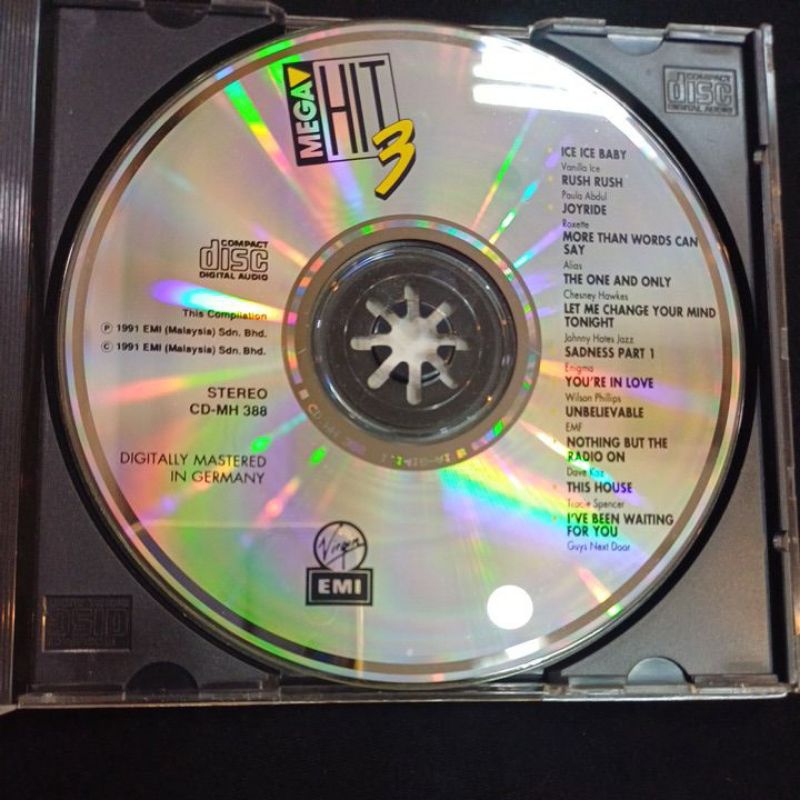 MEGA HIT 3
COMPACT
disc
DIGITAL AUDIO
ICE ICE BABY
Vanilla Ice
RUSH RUSH
Paula Abdul
JOYRIDE
Roxette
MORE THAN WORDS CAN
SAY
Alias
THE ONE AND ONLY
Chesney Hawkes
LET ME CHANGE YOUR MIND
TONIGHT
Johnny Hates Jazz
SADNESS PART 1
Enigma
YOU'RE IN LOVE
Wilson Phillips
UNBELIEVABLE
EMF
NOTHING BUT THE
RADIO ON
Dave Koz
THIS HOUSE
Tracie Spencer
I'VE BEEN WAITING
FOR YOU
Guys Next Door
COMPACT
disc
DIGITAL AUDIO
This Compilation
℗ 1991 EMI (Malaysia) Sdn. Bhd.
© 1991 EMI (Malaysia) Sdn. Bhd.
STEREO
CD-MH 388
DIGITALLY MASTERED
IN GERMANY
Virgin
EMI
disc